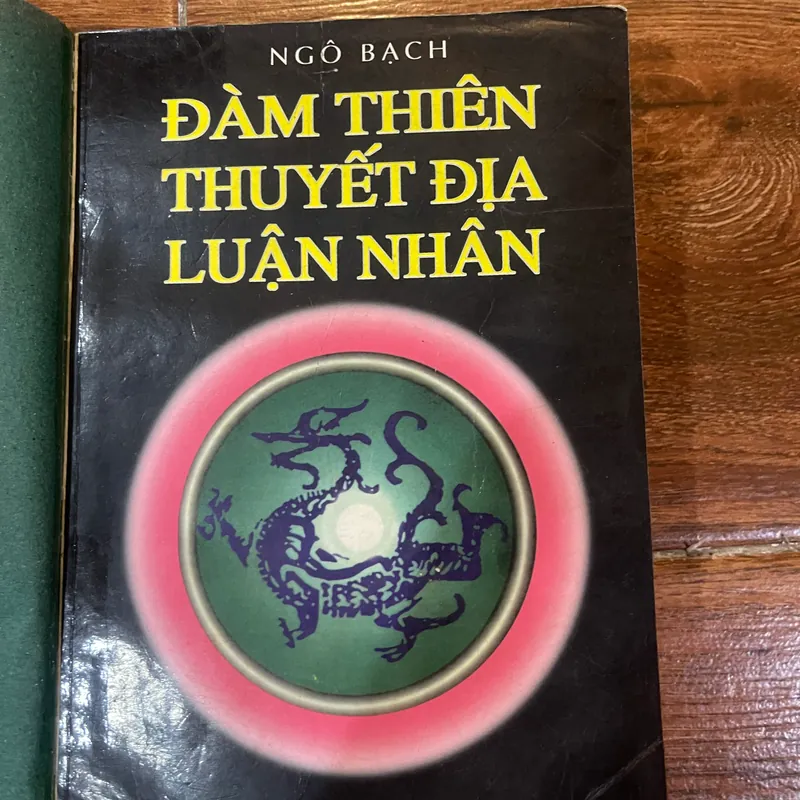 NGÔ BẠCH
ĐÀM THIÊN
THUYẾT ĐỊA
LUẬN NHÂN